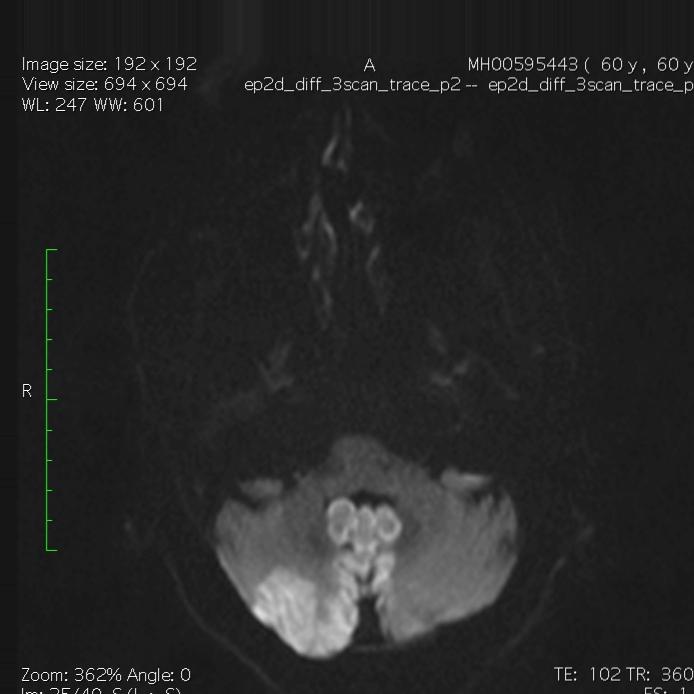 Image size: 192 x 192
A
MH00595443 ( 60 y , 60 y
View size: 694 x 694
ep2d_diff_3scan_trace_p2 -- ep2d_diff_3scan_trace_p
WL: 247 WW: 601
R
Zoom: 362% Angle: 0
TE: 102 TR: 360